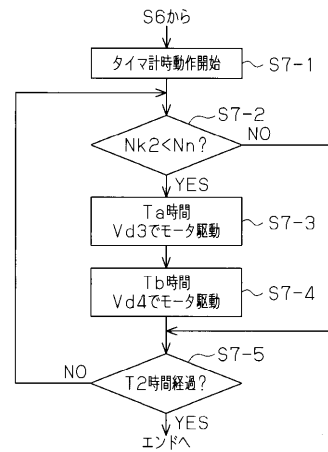 S6から
タイマ計時動作開始
S7-1
S7-2
Nk2<Nn?
NO
YES
Ta時間
Vd3でモータ駆動
S7-3
Tb時間
Vd4でモータ駆動
S7-4
S7-5
NO
T2時間経過?
YES
エンドへ